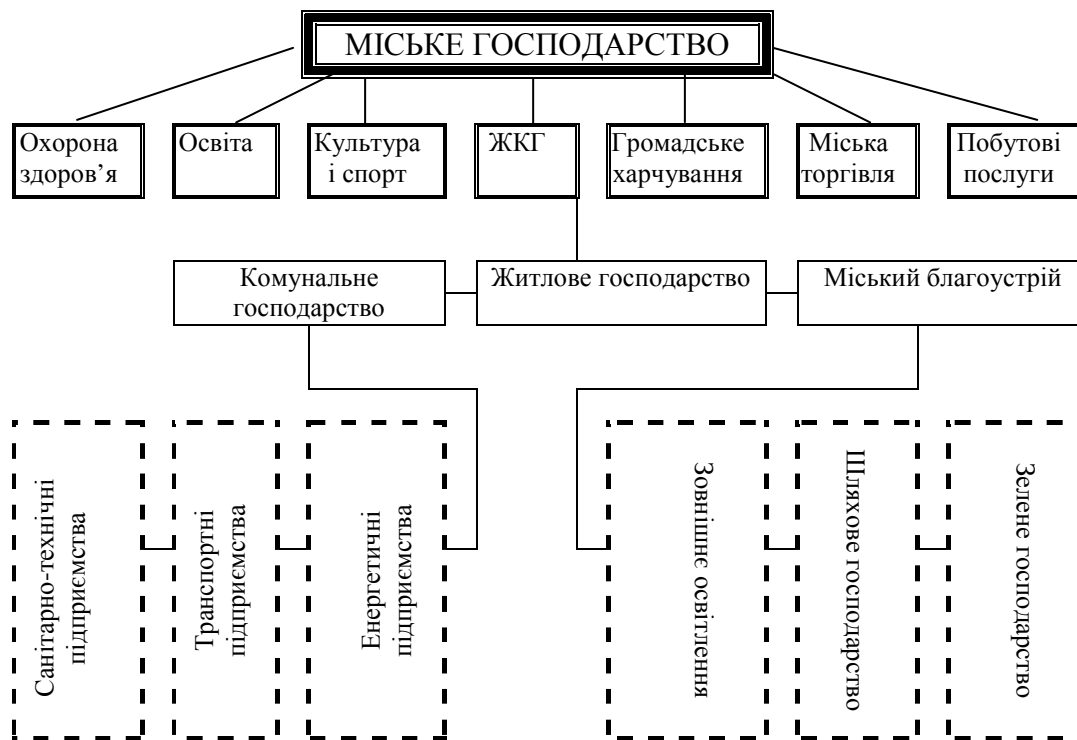 МІСЬКЕ ГОСПОДАРСТВО
Охорона
здоров’я
Освіта
Культура
і спорт
ЖКГ
Громадське
харчування
Міська
торгівля
Побутові
послуги
Комунальне
господарство
Житлове господарство
Міський благоустрій
Санітарно-технічні
підприємства
Транспортні
підприємства
Енергетичні
підприємства
Зовнішнє освітлення
Шляхове господарство
Зелене господарство